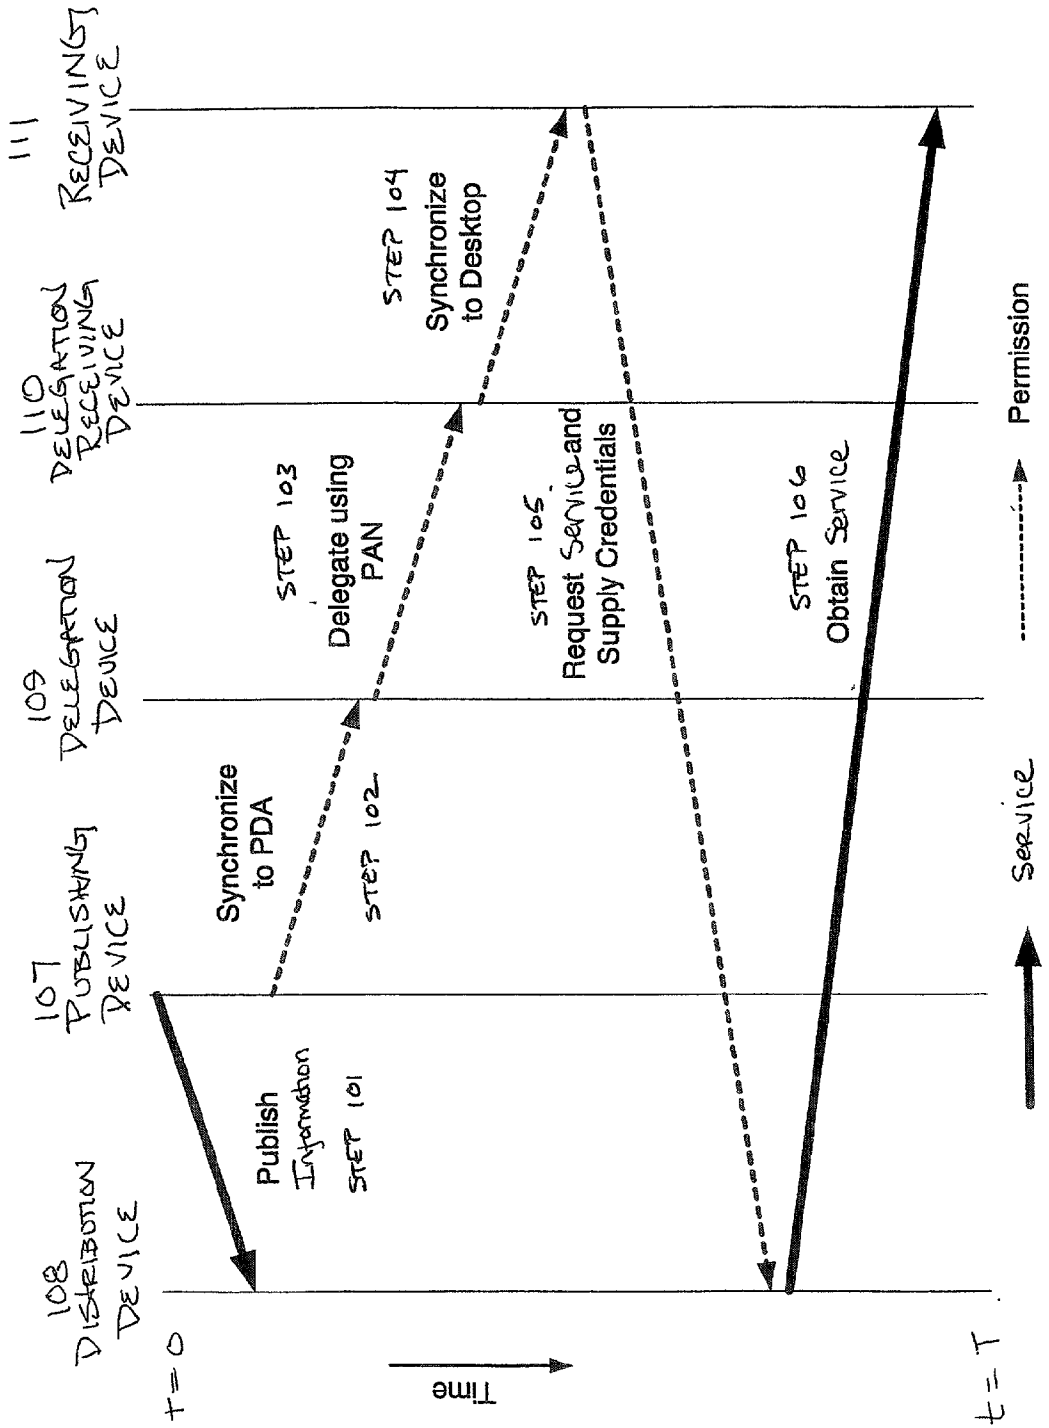 108
DISTRIBUTION
DEVICE
107
PUBLISHING
DEVICE
109
DELEGATION
DEVICE
110
DELEGATION
RECEIVING
DEVICE
111
RECEIVING
DEVICE
t=0
Time
t=T
Publish
Information
STEP 101
Synchronize
to PDA
STEP 102
STEP 103
Delegate using
PAN
STEP 104
Synchronize
to Desktop
STEP 105
Request Service and
Supply Credentials
STEP 106
Obtain Service
Service
Permission